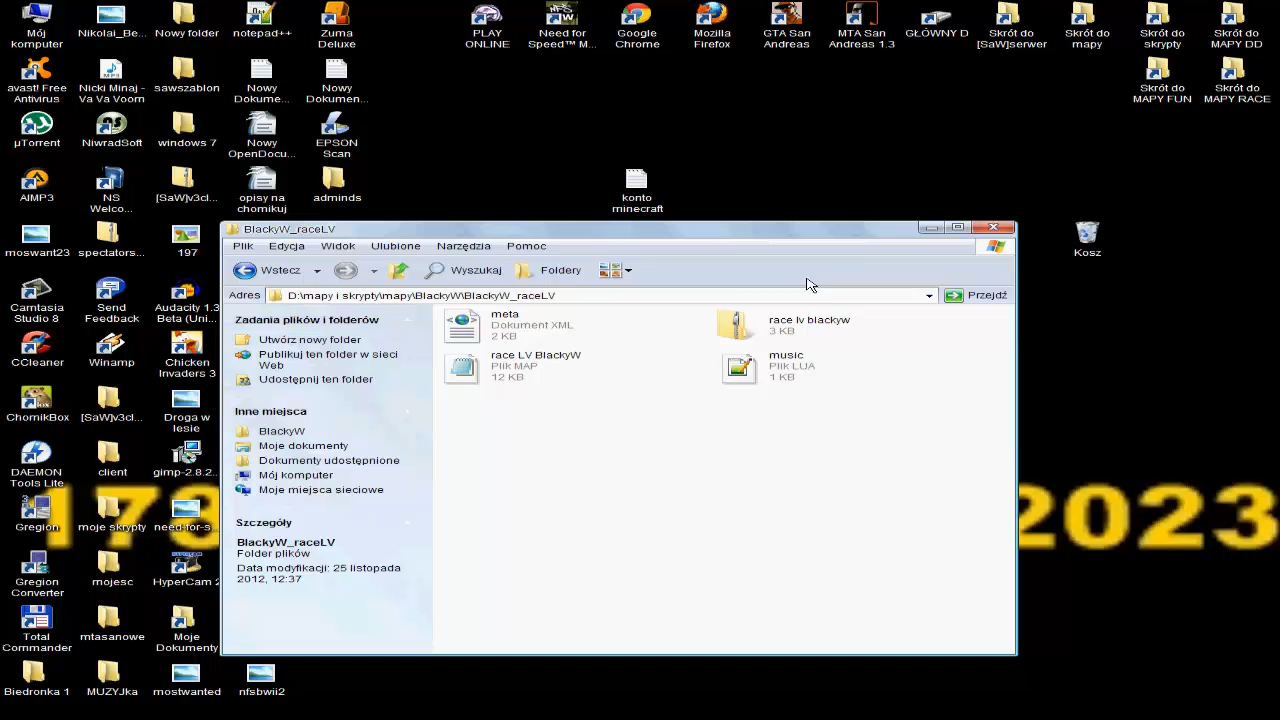 Mój komputer
Nikolai_Be...
Nowy folder
notepad++
Zuma Deluxe
PLAY ONLINE
Need for Speed™ M...
Google Chrome
Mozilla Firefox
GTA San Andreas
MTA San Andreas 1.3
GŁÓWNY D
Skrót do [SaW]serwer
Skrót do mapy
Skrót do skrypty
Skrót do MAPY DD
avast! Free Antivirus
Nicki Minaj - Va Va Voom
sawszablon
Nowy Dokume...
Nowy Dokumen...
Skrót do MAPY FUN
Skrót do MAPY RACE
µTorrent
NiwradSoft
windows 7
Nowy OpenDocu...
EPSON Scan
AIMP3
NS Welco...
[SaW]v3cl...
opisy na chomikuj
adminds
konto minecraft
moswant23
spectators...
197
Kosz
BlackyW_raceLV
Plik Edycja Widok Ulubione Narzędzia Pomoc
Wstecz Wyszukaj Foldery
Adres D:\mapy i skrypty\mapy\BlackyW\BlackyW_raceLV Przejdź
Zadania plików i folderów
Utwórz nowy folder
Publikuj ten folder w sieci
Web
Udostępnij ten folder
Inne miejsca
BlackyW
Moje dokumenty
Dokumenty udostępnione
Mój komputer
Moje miejsca sieciowe
Szczegóły
BlackyW_raceLV
Folder plików
Data modyfikacji: 25 listopada
2012, 12:37
meta
Dokument XML
2 KB
race lv blackyw
3 KB
race LV BlackyW
Plik MAP
12 KB
music
Plik LUA
1 KB
Camtasia Studio 8
Send Feedback
Audacity 1.3 Beta (Uni...
CCleaner
Winamp
Chicken Invaders 3
ChomikBox
[SaW]v3cl...
Droga w lesie
DAEMON Tools Lite
client
gimp-2.8.2...
173
2023
Gregion
moje skrypty
need-for-s...
Gregion Converter
mojesc
HyperCam 2
Total Commander
mtasanowe
Moje Dokumenty
Biedronka 1
MUZYJka
mostwanted
nfsbwii2